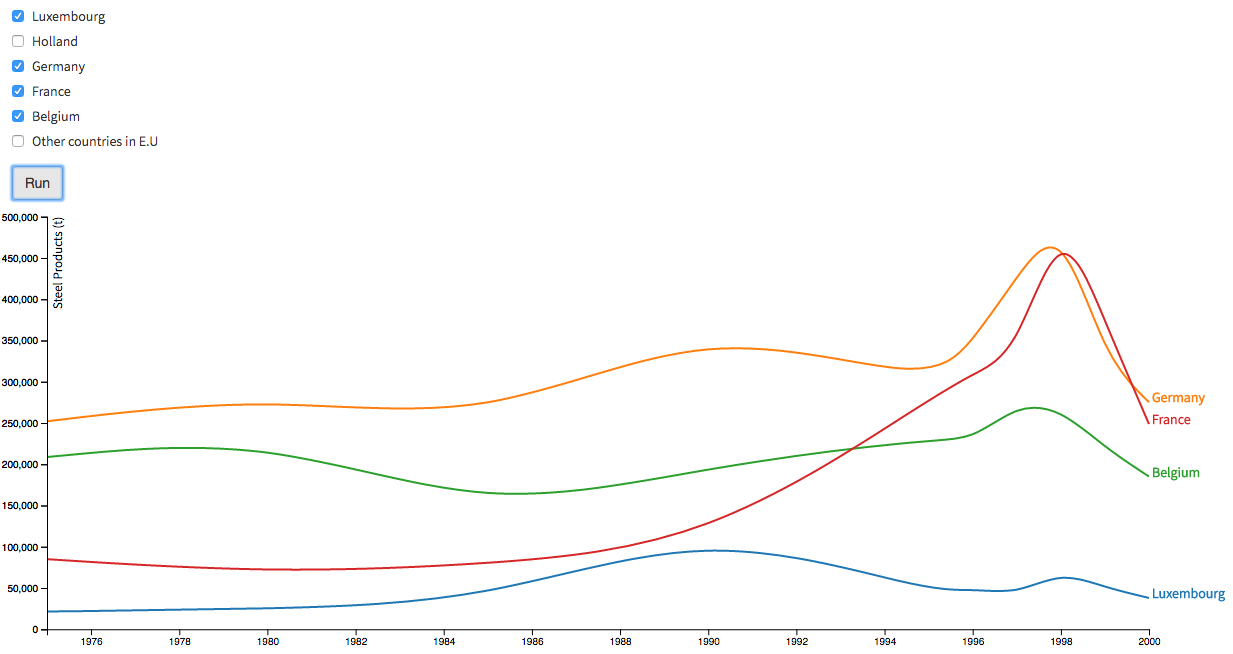 Luxembourg
Holland
Germany
France
Belgium
Other countries in E.U
Run
500,000
Steel Products (t)
450,000
400,000
350,000
300,000
250,000
200,000
150,000
100,000
50,000
0
Germany
France
Belgium
Luxembourg
1976 1978 1980 1982 1984 1986 1988 1990 1992 1994 1996 1998 2000